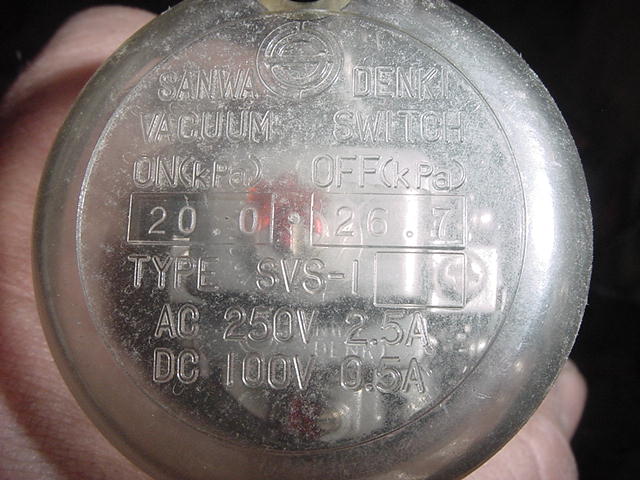 SANWA DENKI
VACUUM SWITCH
ON(kPa) OFF(kPa)
20.0 26.7
TYPE SVS-1
AC 250V 2.5A
DC 100V 0.5A